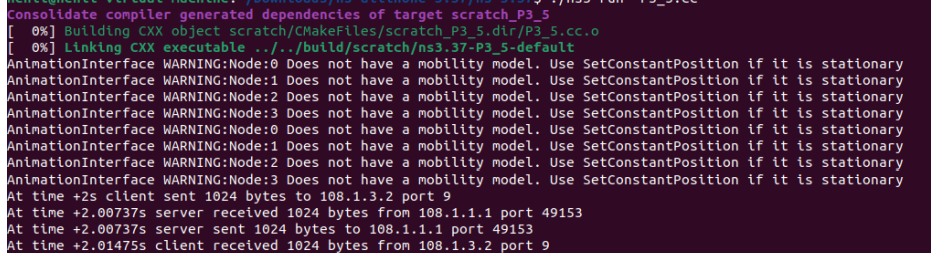 Consolidate compiler generated dependencies of target scratch_P3_5
[  0%] Building CXX object scratch/CMakeFiles/scratch_P3_5.dir/P3_5.cc.o
[  0%] Linking CXX executable ../../build/scratch/ns3.37-P3_5-default
AnimationInterface WARNING:Node:0 Does not have a mobility model. Use SetConstantPosition if it is stationary
AnimationInterface WARNING:Node:1 Does not have a mobility model. Use SetConstantPosition if it is stationary
AnimationInterface WARNING:Node:2 Does not have a mobility model. Use SetConstantPosition if it is stationary
AnimationInterface WARNING:Node:3 Does not have a mobility model. Use SetConstantPosition if it is stationary
AnimationInterface WARNING:Node:0 Does not have a mobility model. Use SetConstantPosition if it is stationary
AnimationInterface WARNING:Node:1 Does not have a mobility model. Use SetConstantPosition if it is stationary
AnimationInterface WARNING:Node:2 Does not have a mobility model. Use SetConstantPosition if it is stationary
AnimationInterface WARNING:Node:3 Does not have a mobility model. Use SetConstantPosition if it is stationary
At time +2s client sent 1024 bytes to 108.1.3.2 port 9
At time +2.00737s server received 1024 bytes from 108.1.1.1 port 49153
At time +2.00737s server sent 1024 bytes to 108.1.1.1 port 49153
At time +2.01475s client received 1024 bytes from 108.1.3.2 port 9